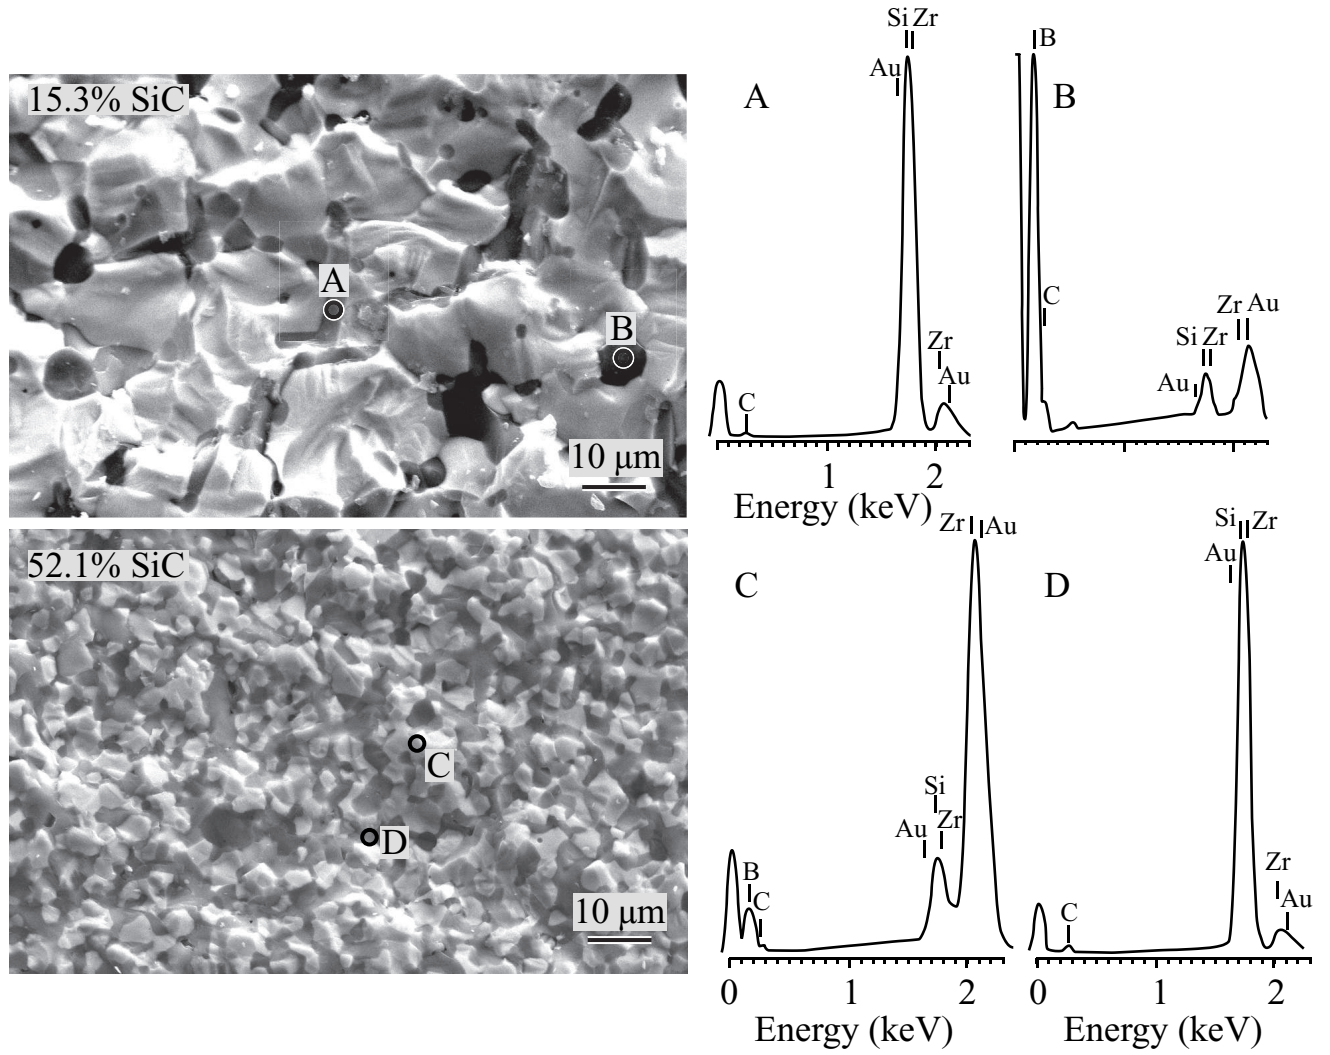 15.3% SiC
A
B
10 μm
52.1% SiC
C
D
10 μm
Si Zr
Au
A
Zr
Au
C
1 2
Energy (keV)
B
B
C
Zr Au
Si Zr
Au
Zr Au
C
Si
Au Zr
B
C
0 1 2
Energy (keV)
Si Zr
Au
D
Zr
Au
C
0 1 2
Energy (keV)